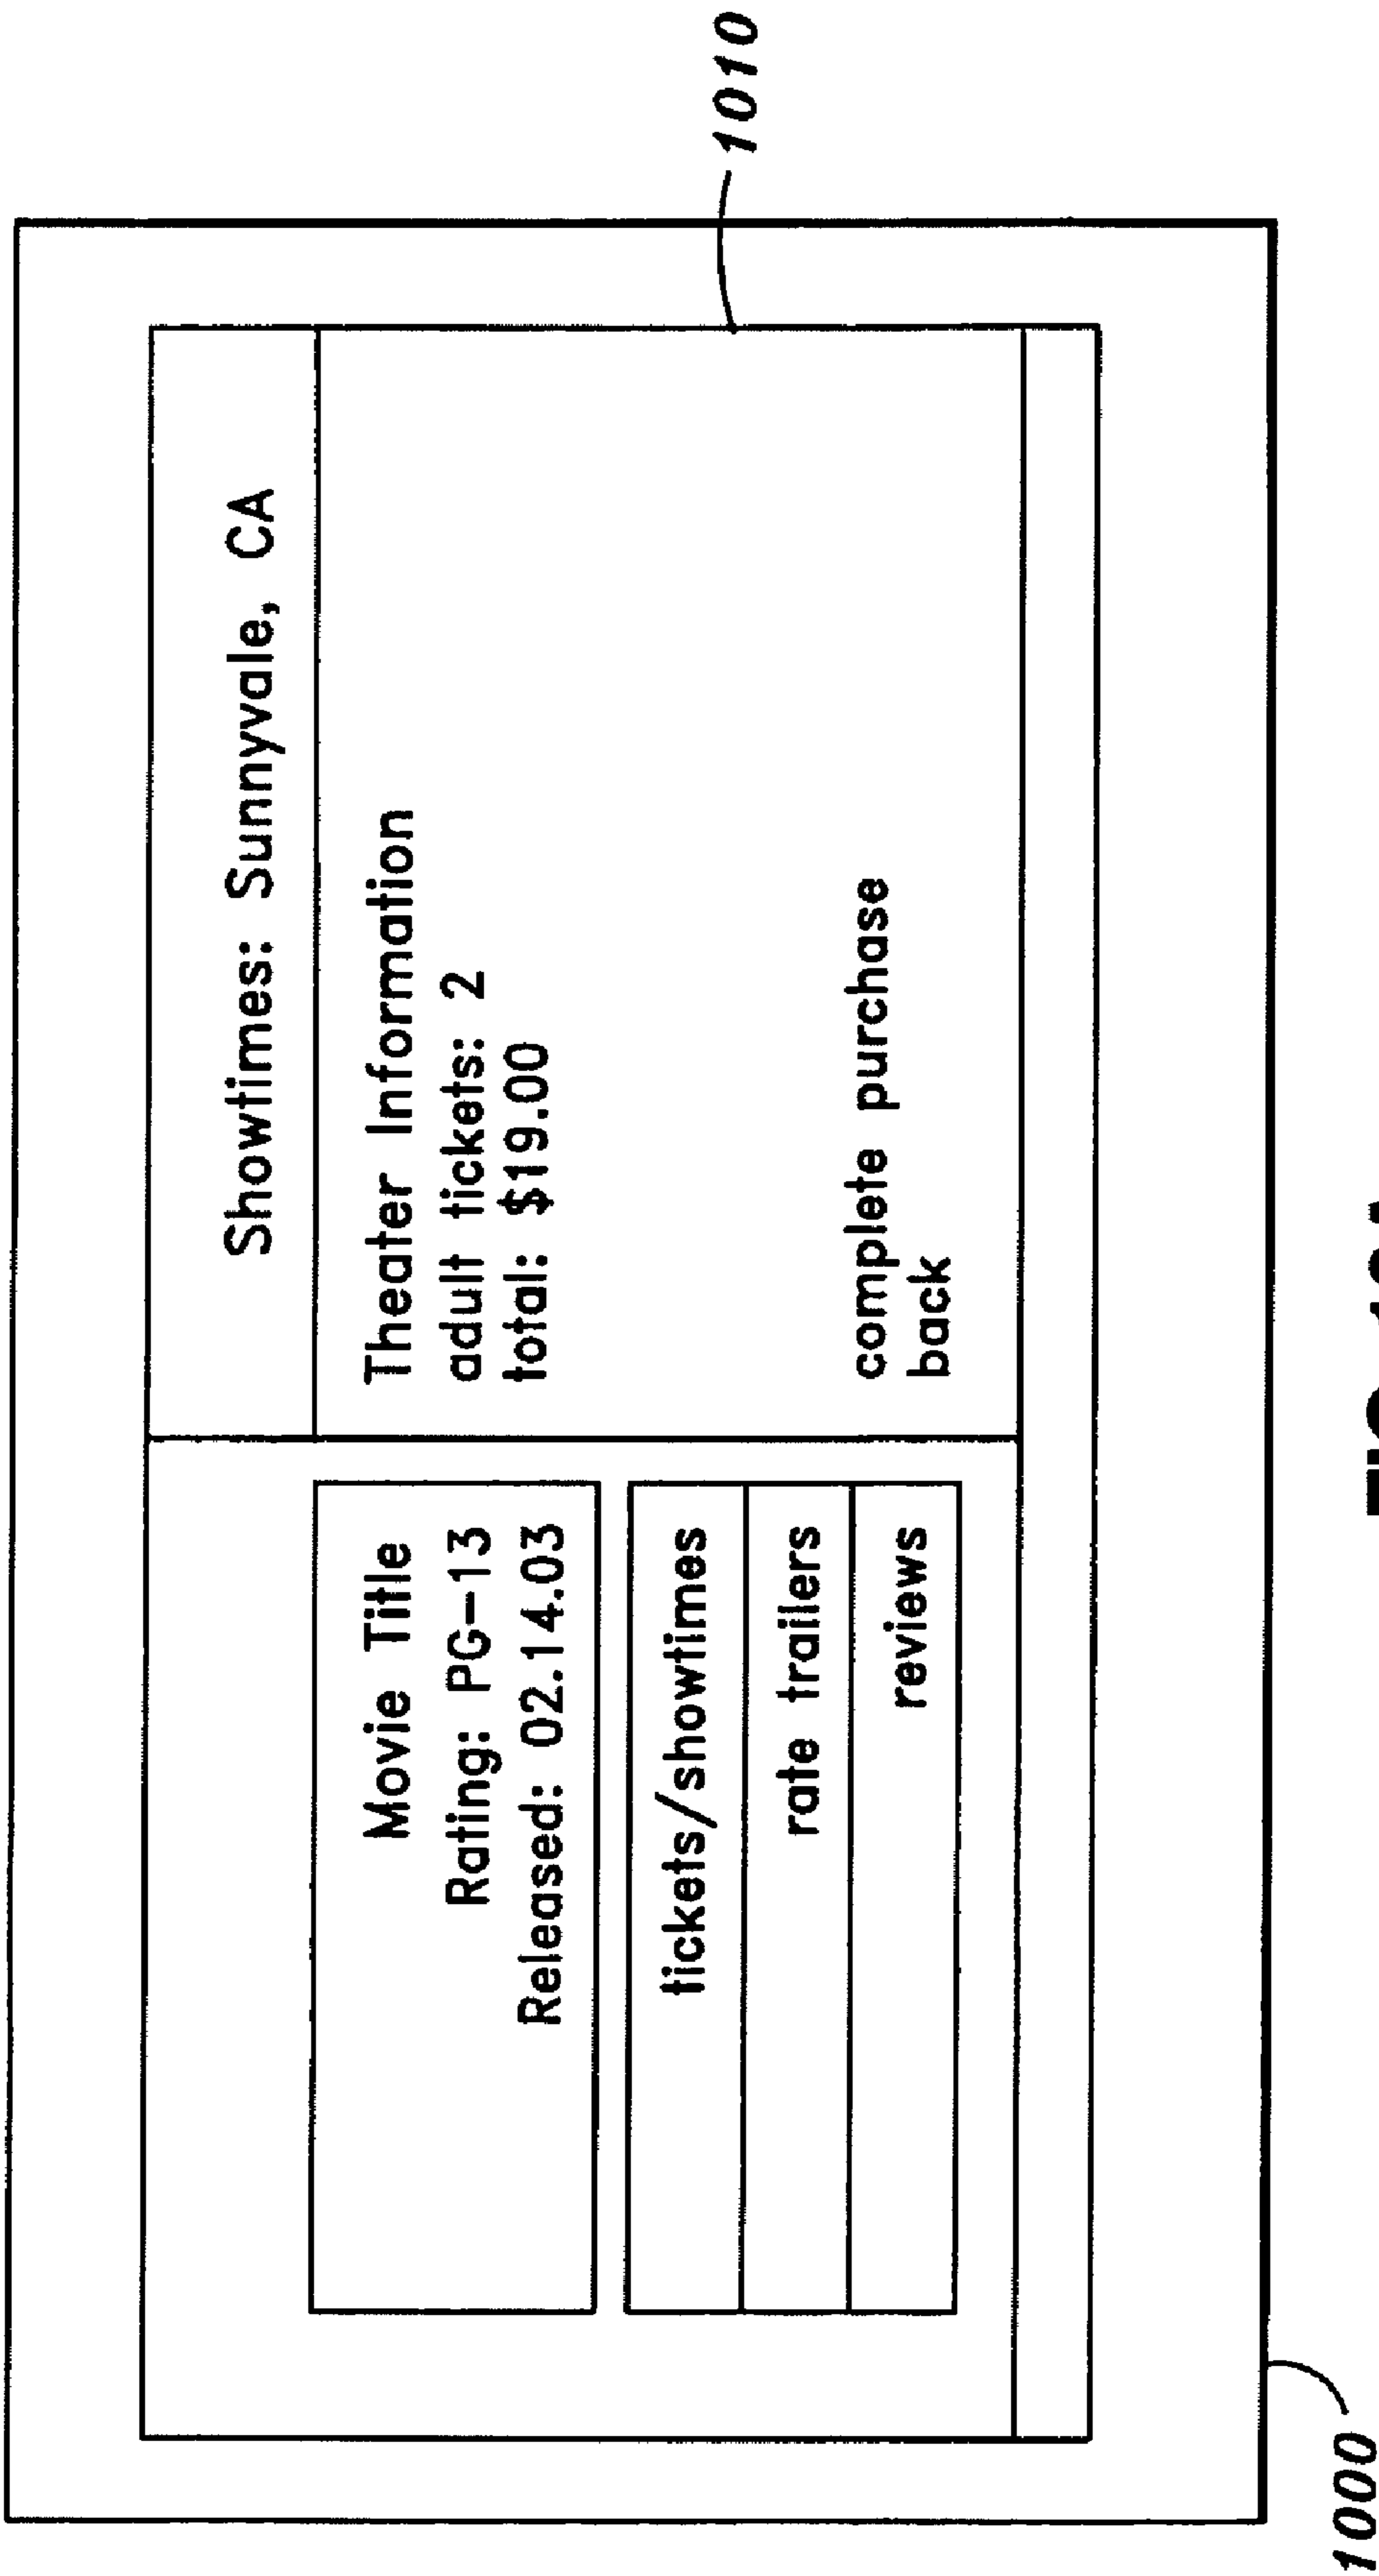 Showtimes: Sunnyvale, CA
Movie Title
Rating: PG-13
Released: 02.14.03
tickets/showtimes
rate trailers
reviews
Theater Information
adult tickets: 2
total: $19.00
complete purchase
back
1010
1000